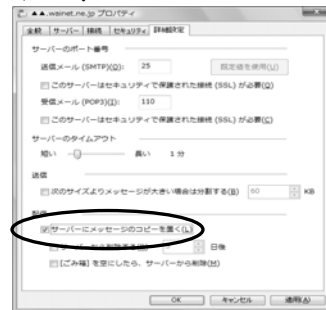 ▲▲.wainet.ne.jp プロパティ
全般 サーバー 接続 セキュリティ 詳細設定
サーバーのポート番号
送信メール (SMTP)(O): 25 既定値を使用(U)
このサーバーはセキュリティで保護された接続 (SSL) が必要(Q)
受信メール (POP3)(I): 110
このサーバーはセキュリティで保護された接続 (SSL) が必要(C)
サーバーのタイムアウト
短い 長い 1 分
送信
次のサイズよりメッセージが大きい場合は分割する(B) 60 KB
配信
サーバーにメッセージのコピーを置く(L)
サーバーから削除する 日後
[ごみ箱] を空にしたら、サーバーから削除(M)
OK キャンセル 適用(A)